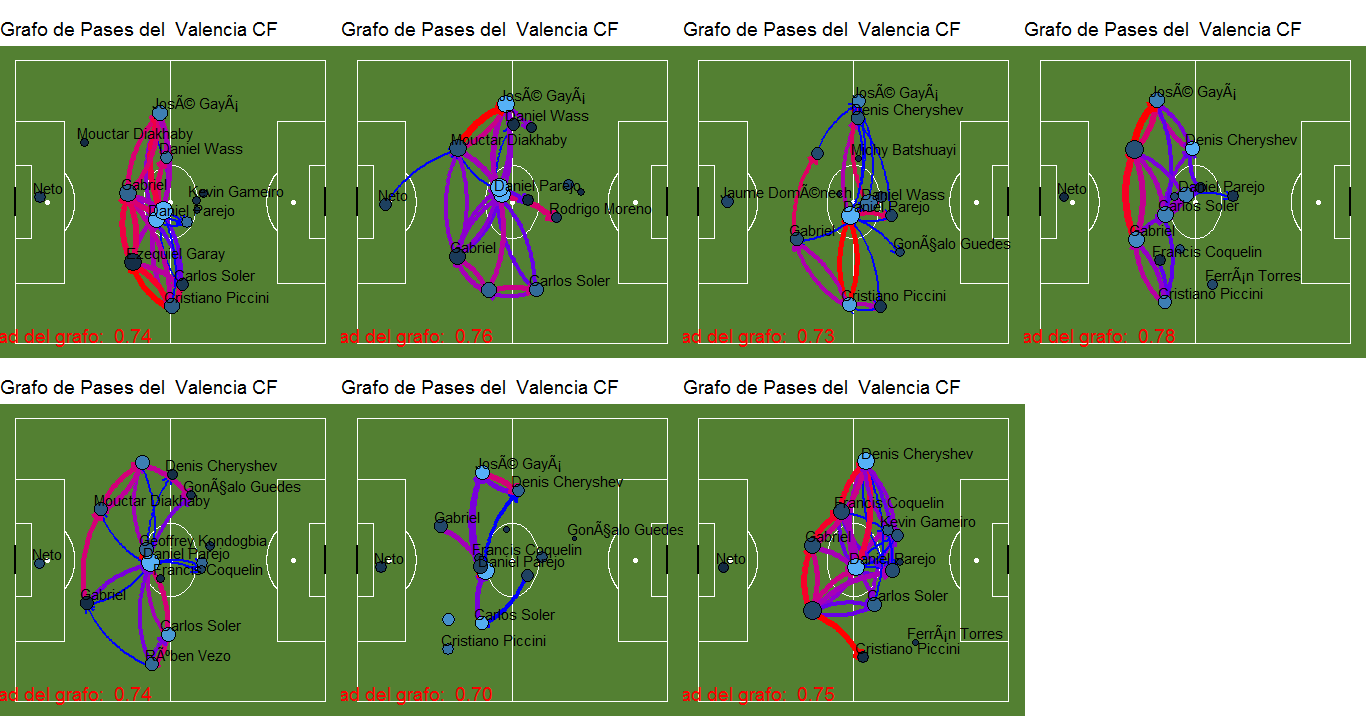 Grafo de Pases del  Valencia CF
JosÃ© GayÃ¡
Mouctar Diakhaby
Daniel Wass
Gabriel
Neto
Kevin Gameiro
Daniel Parejo
Ezequiel Garay
Carlos Soler
Cristiano Piccini
ad del grafo:  0.74
Grafo de Pases del  Valencia CF
JosÃ© GayÃ¡
Daniel Wass
Mouctar Diakhaby
Daniel Parejo
Neto
Rodrigo Moreno
Gabriel
Carlos Soler
ad del grafo:  0.76
Grafo de Pases del  Valencia CF
JosÃ© GayÃ¡
Denis Cheryshev
Michy Batshuayi
Jaume DomÃ©nech
Daniel Wass
Daniel Parejo
Gabriel
GonÃ§alo Guedes
Cristiano Piccini
ad del grafo:  0.73
Grafo de Pases del  Valencia CF
JosÃ© GayÃ¡
Denis Cheryshev
Neto
Daniel Parejo
Carlos Soler
Gabriel
Francis Coquelin
FerrÃ¡n Torres
Cristiano Piccini
ad del grafo:  0.78
Grafo de Pases del  Valencia CF
Denis Cheryshev
GonÃ§alo Guedes
Mouctar Diakhaby
Geoffrey Kondogbia
Neto
Daniel Parejo
Francis Coquelin
Gabriel
Carlos Soler
RÃºben Vezo
ad del grafo:  0.74
Grafo de Pases del  Valencia CF
JosÃ© GayÃ¡
Denis Cheryshev
Gabriel
GonÃ§alo Guedes
Francis Coquelin
Neto
Daniel Parejo
Carlos Soler
Cristiano Piccini
ad del grafo:  0.70
Grafo de Pases del  Valencia CF
Denis Cheryshev
Francis Coquelin
Kevin Gameiro
Gabriel
Neto
Daniel Parejo
Carlos Soler
FerrÃ¡n Torres
Cristiano Piccini
ad del grafo:  0.75